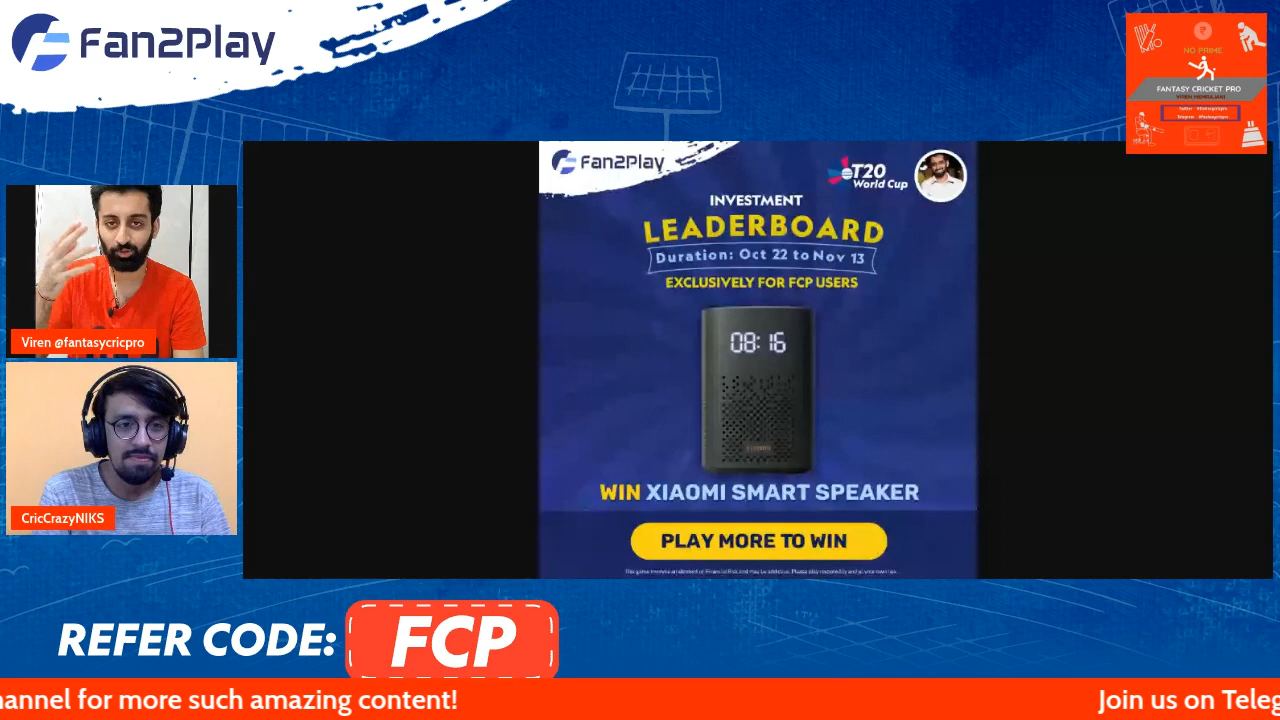 Fan2Play
NO PRIME
FANTASY CRICKET PRO
Fan2Play
T20
World Cup
INVESTMENT
LEADERBOARD
Duration: Oct 22 to Nov 13
EXCLUSIVELY FOR FCP USERS
08:16
WIN XIAOMI SMART SPEAKER
PLAY MORE TO WIN
Viren @fantasycricpro
CricCrazyNIKS
REFER CODE: FCP
hannel for more such amazing content!
Join us on Teleg